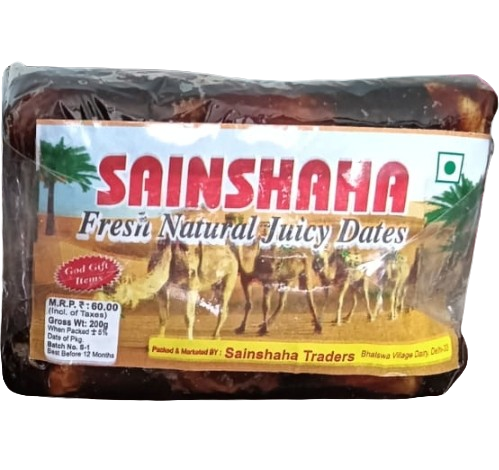 SAINSHAHA
Fresh Natural Juicy Dates
God Gift
Items
M.R.P. ₹: 60.00
(Incl. of Taxes)
Gross Wt: 200g
When Packed ± 5%
Date of Pkg.
Batch No. S-1
Best Before 12 Months
Packed & Marketed BY : Sainshaha Traders Bhalswa Village Dairy, Delhi-